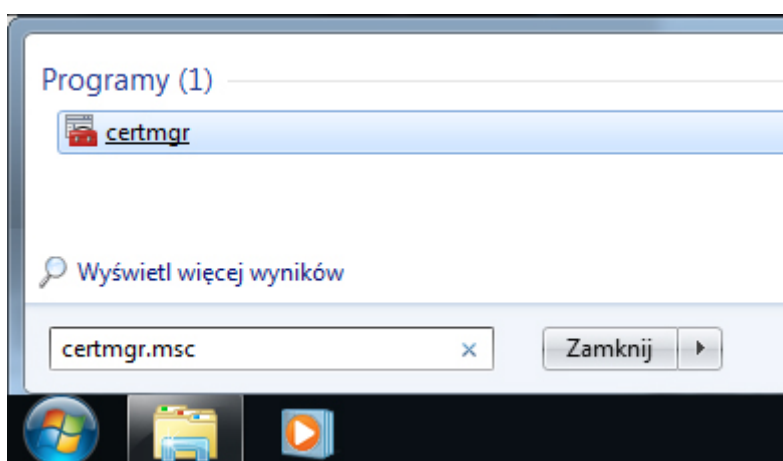 Programy (1)
certmgr
Wyświetl więcej wyników
certmgr.msc
Zamknij